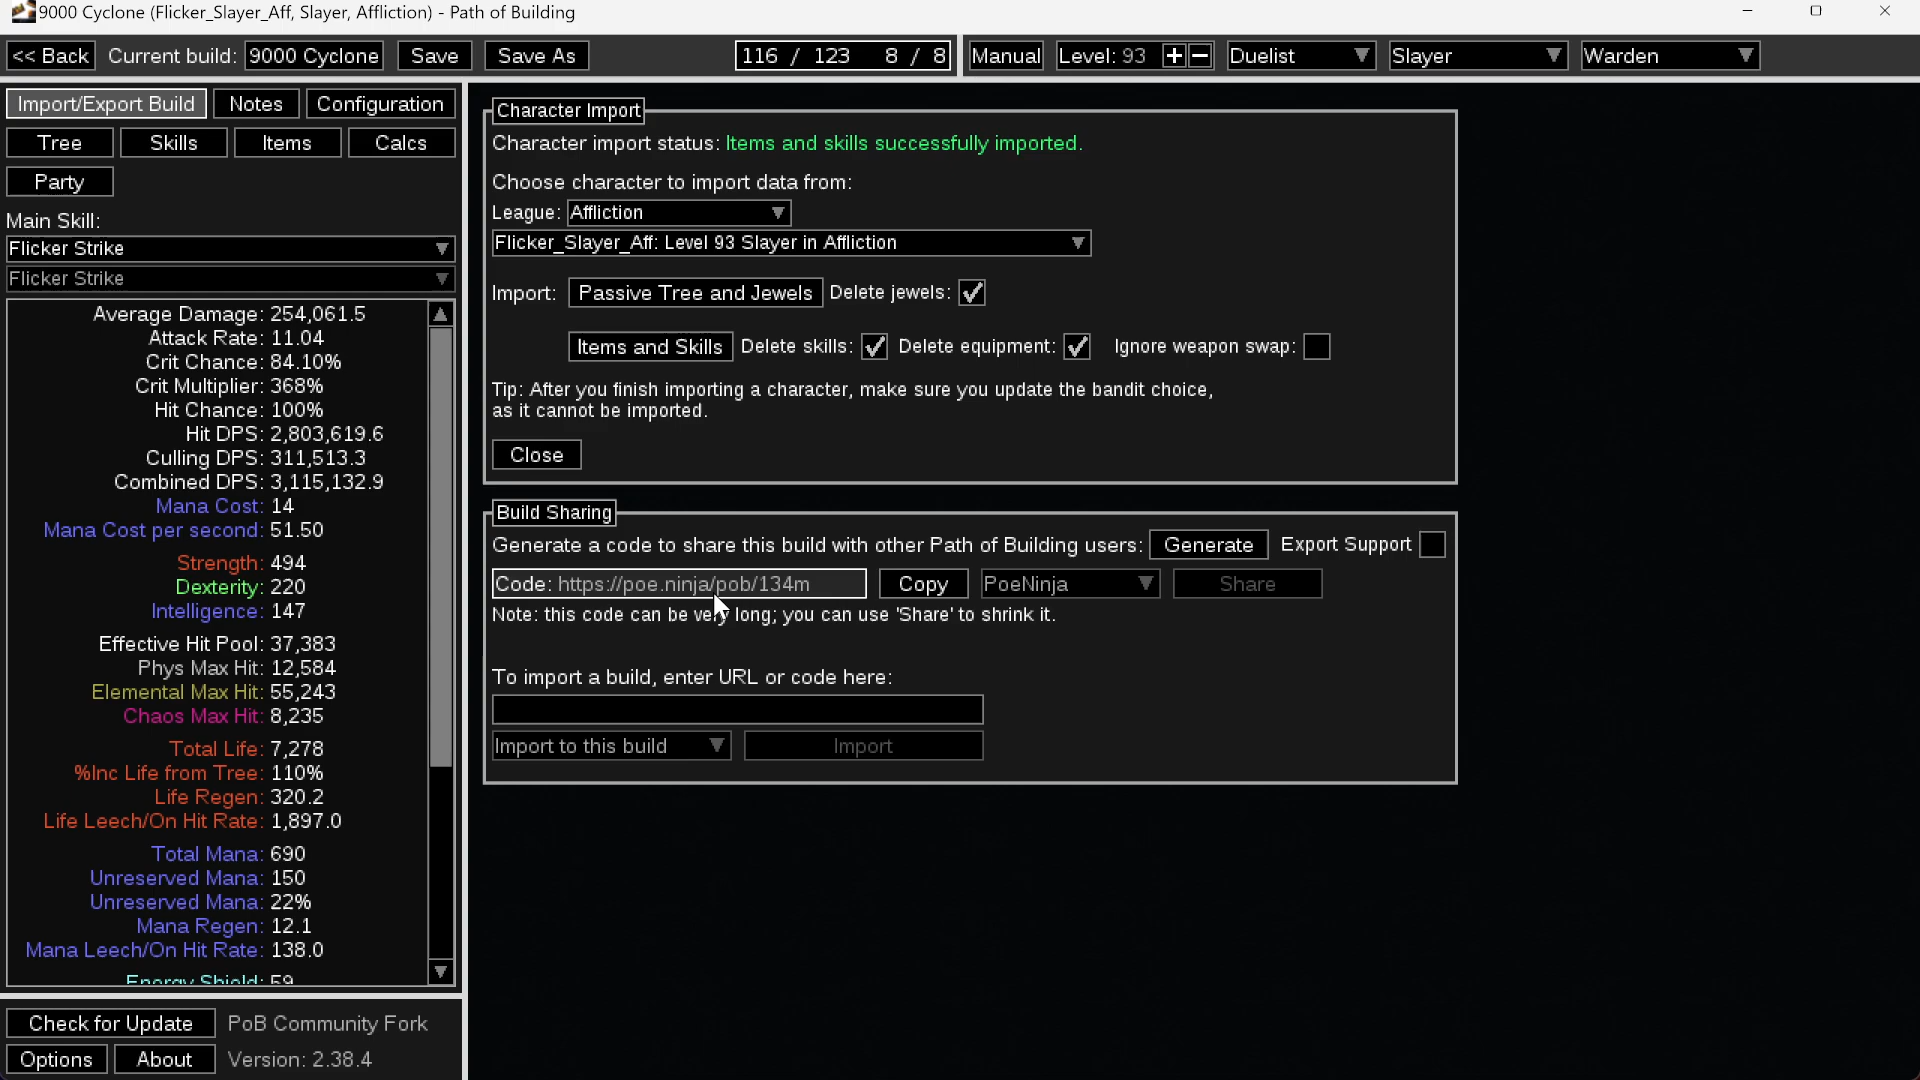 9000 Cyclone (Flicker_Slayer_Aff, Slayer, Affliction) - Path of Building
<< Back Current build: 9000 Cyclone Save Save As 116 / 123 8 / 8 Manual Level: 93 + - Duelist Slayer Warden
Import/Export Build Notes Configuration
Tree Skills Items Calcs
Party
Main Skill:
Flicker Strike
Flicker Strike
Average Damage: 254,061.5
Attack Rate: 11.04
Crit Chance: 84.10%
Crit Multiplier: 368%
Hit Chance: 100%
Hit DPS: 2,803,619.6
Culling DPS: 311,513.3
Combined DPS: 3,115,132.9
Mana Cost: 14
Mana Cost per second: 51.50
Strength: 494
Dexterity: 220
Intelligence: 147
Effective Hit Pool: 37,383
Phys Max Hit: 12,584
Elemental Max Hit: 55,243
Chaos Max Hit: 8,235
Total Life: 7,278
%Inc Life from Tree: 110%
Life Regen: 320.2
Life Leech/On Hit Rate: 1,897.0
Total Mana: 690
Unreserved Mana: 150
Unreserved Mana: 22%
Mana Regen: 12.1
Mana Leech/On Hit Rate: 138.0
Energy Shield: 59
Check for Update PoB Community Fork
Options About Version: 2.38.4
Character Import
Character import status: Items and skills successfully imported.
Choose character to import data from:
League: Affliction
Flicker_Slayer_Aff: Level 93 Slayer in Affliction
Import: Passive Tree and Jewels Delete jewels:
Items and Skills Delete skills: Delete equipment: Ignore weapon swap:
Tip: After you finish importing a character, make sure you update the bandit choice,
as it cannot be imported.
Close
Build Sharing
Generate a code to share this build with other Path of Building users: Generate Export Support
Code: https://poe.ninja/pob/134m Copy PoeNinja Share
Note: this code can be very long; you can use 'Share' to shrink it.
To import a build, enter URL or code here:
Import to this build Import